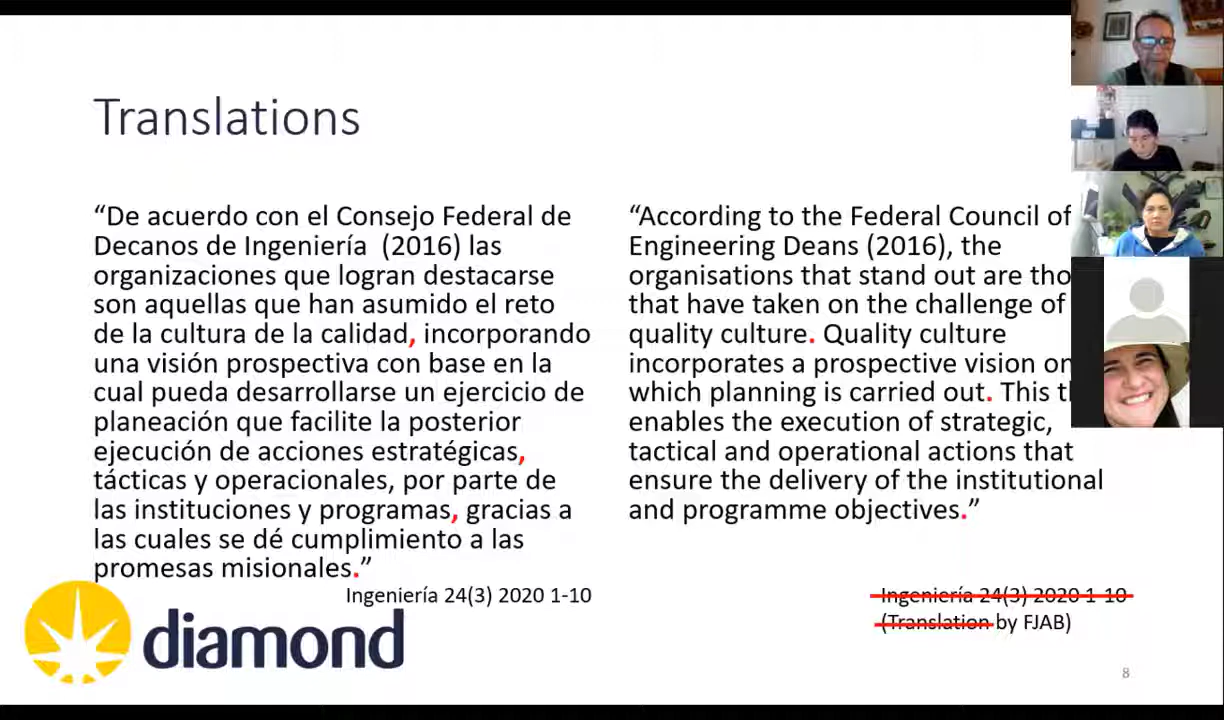 Translations
“De acuerdo con el Consejo Federal de
Decanos de Ingeniería (2016) las
organizaciones que logran destacarse
son aquellas que han asumido el reto
de la cultura de la calidad, incorporando
una visión prospectiva con base en la
cual pueda desarrollarse un ejercicio de
planeación que facilite la posterior
ejecución de acciones estratégicas,
tácticas y operacionales, por parte de
las instituciones y programas, gracias a
las cuales se dé cumplimiento a las
promesas misionales.”
Ingeniería 24(3) 2020 1-10
“According to the Federal Council of
Engineering Deans (2016), the
organisations that stand out are
that have taken on the challenge of
quality culture. Quality culture
incorporates a prospective vision on
which planning is carried out. This
enables the execution of strategic,
tactical and operational actions that
ensure the delivery of the institutional
and programme objectives.”
Ingeniería 24(3) 2020 1-10
(Translation by FJAB)
diamond
8